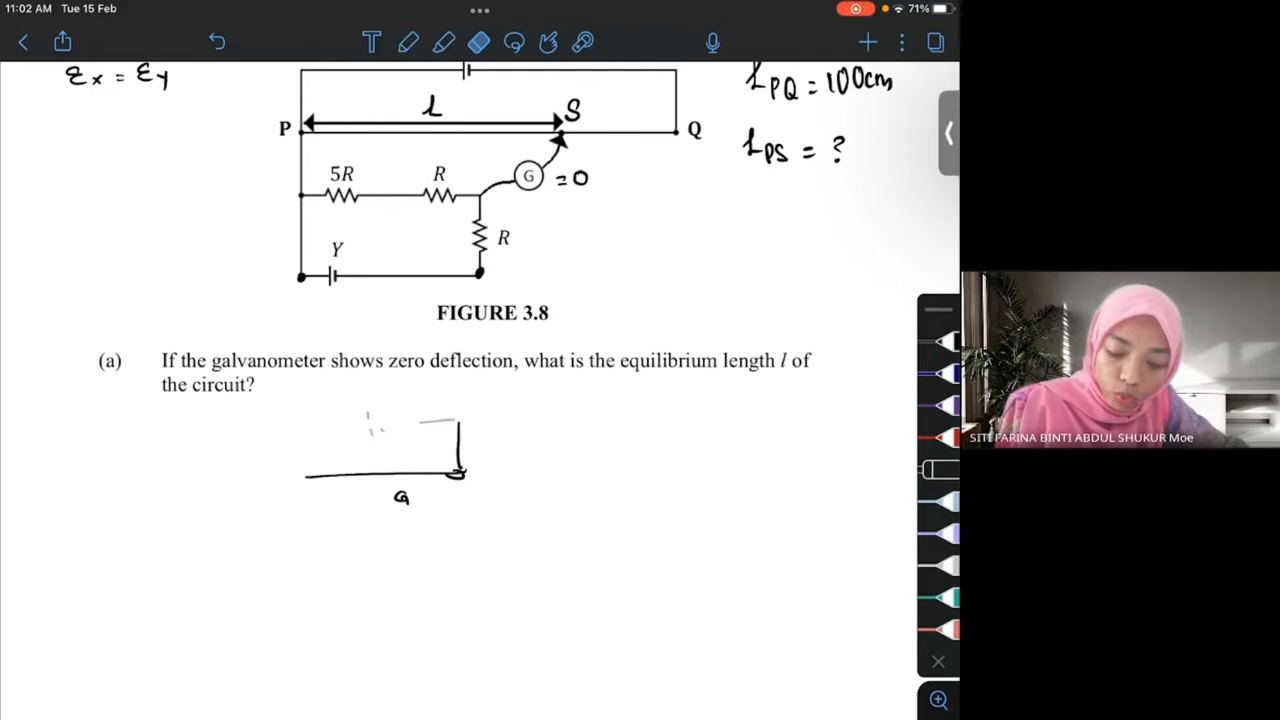 11:02 AM Tue 15 Feb
71%
εx = εy
L
S
LPQ = 100cm
P
Q
LPS = ?
5R
R
G
= 0
R
Y
FIGURE 3.8
(a) If the galvanometer shows zero deflection, what is the equilibrium length l of
the circuit?
G
SITI FARINA BINTI ABDUL SHUKUR Moe